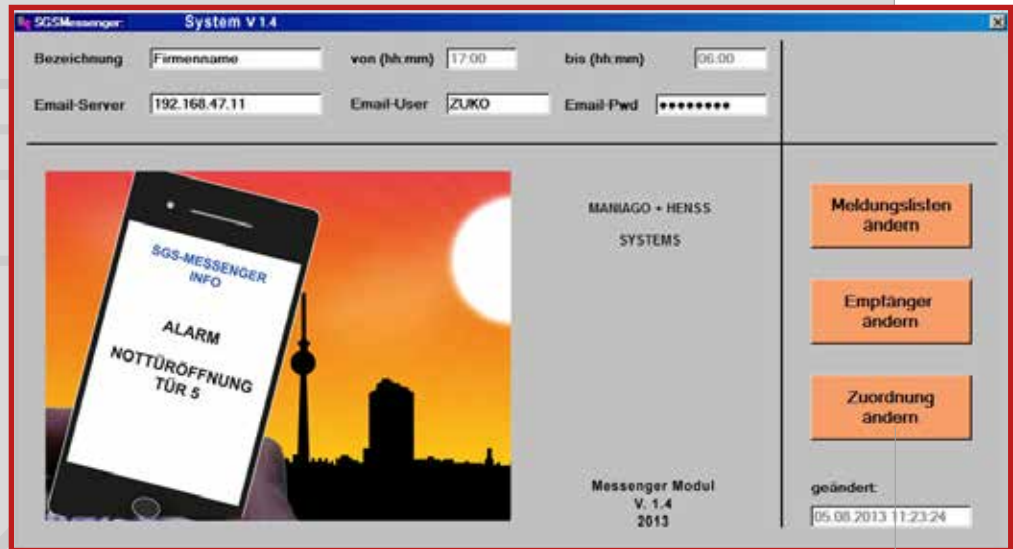 SGSMessenger: System V 1.4
Bezeichnung Firmenname von (hh:mm) 17:00 bis (hh:mm) 06:00
Email-Server 192.168.47.11 Email-User ZUKO Email-Pwd ********
SGS-MESSENGER
INFO
ALARM
NOTTÜRÖFFNUNG
TÜR 5
MANIAGO + HENSS
SYSTEMS
Messenger Modul
V. 1.4
2013
Meldungslisten
ändern
Empfänger
ändern
Zuordnung
ändern
geändert:
05.08.2013 11:23:24